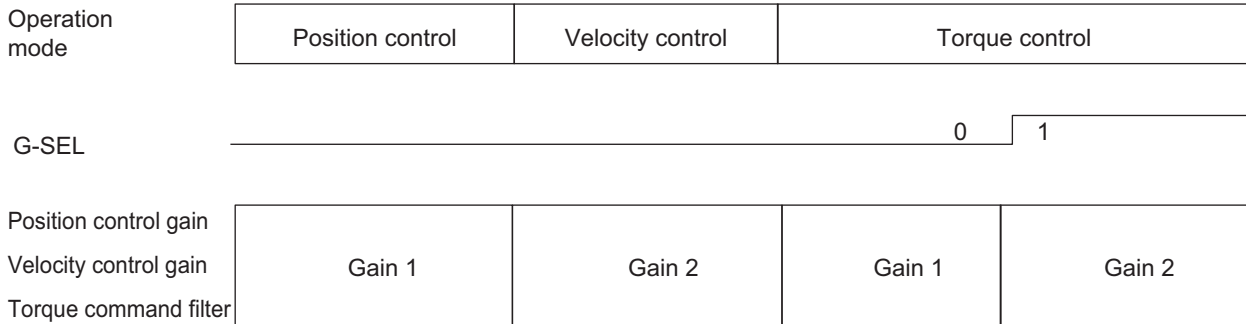 Operation
mode
Position control
Velocity control
Torque control
G-SEL
0
1
Position control gain
Velocity control gain
Torque command filter
Gain 1
Gain 2
Gain 1
Gain 2